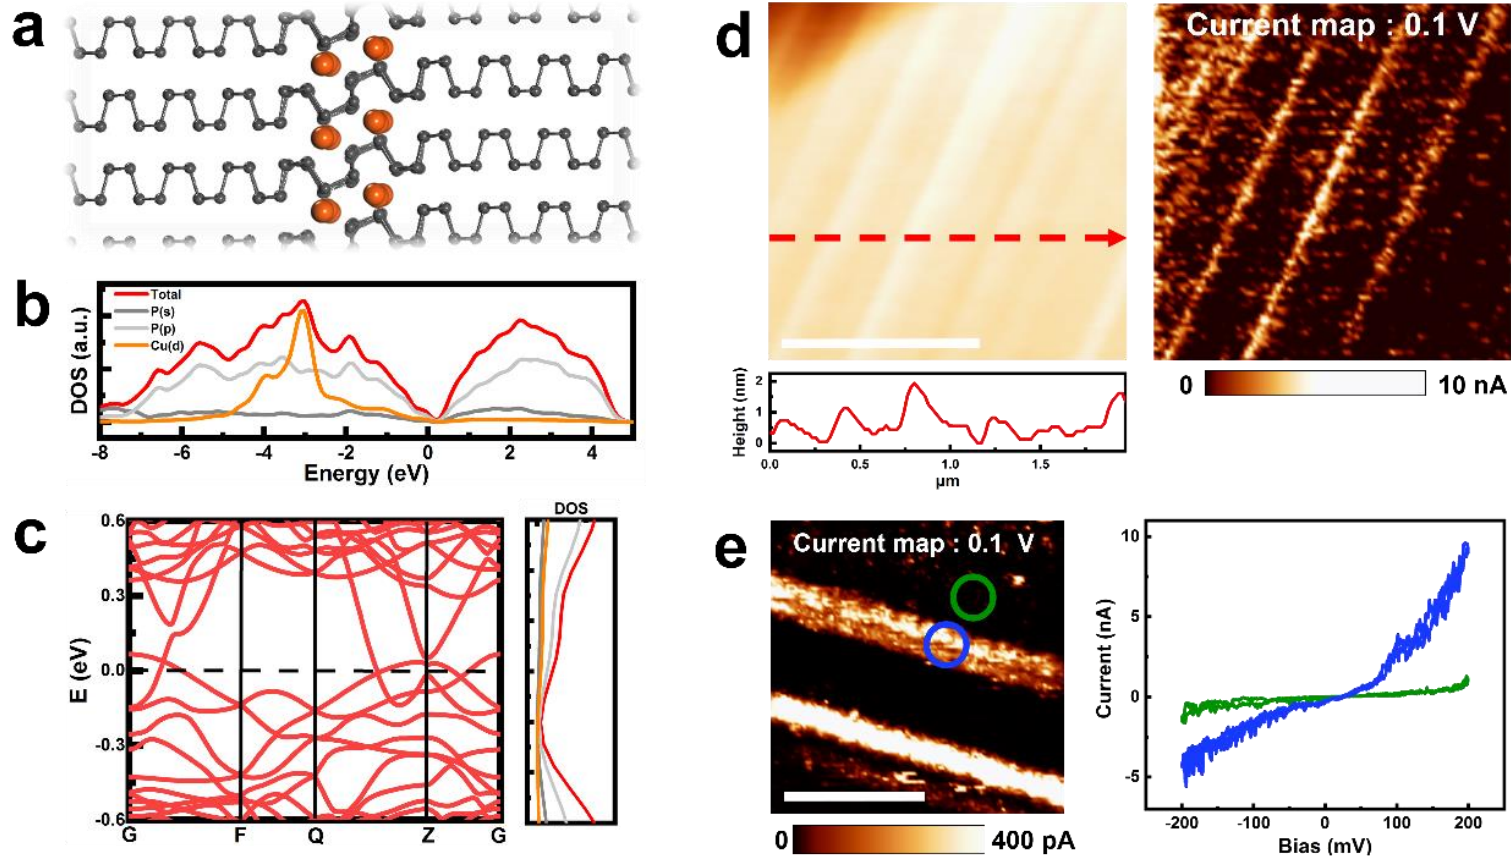 a
b
Total
P(s)
P(p)
Cu(d)
DOS (a.u.)
-8 -6 -4 -2 0 2 4
Energy (eV)
c
E (eV)
0.6
0.3
0.0
-0.3
-0.6
G F Q Z G
DOS
d
Current map : 0.1 V
0 10 nA
Height (nm)
2
1
0
0.0 0.5 1.0 1.5
µm
e
Current map : 0.1 V
0 400 pA
Current (nA)
10
5
0
-5
-200 -100 0 100 200
Bias (mV)